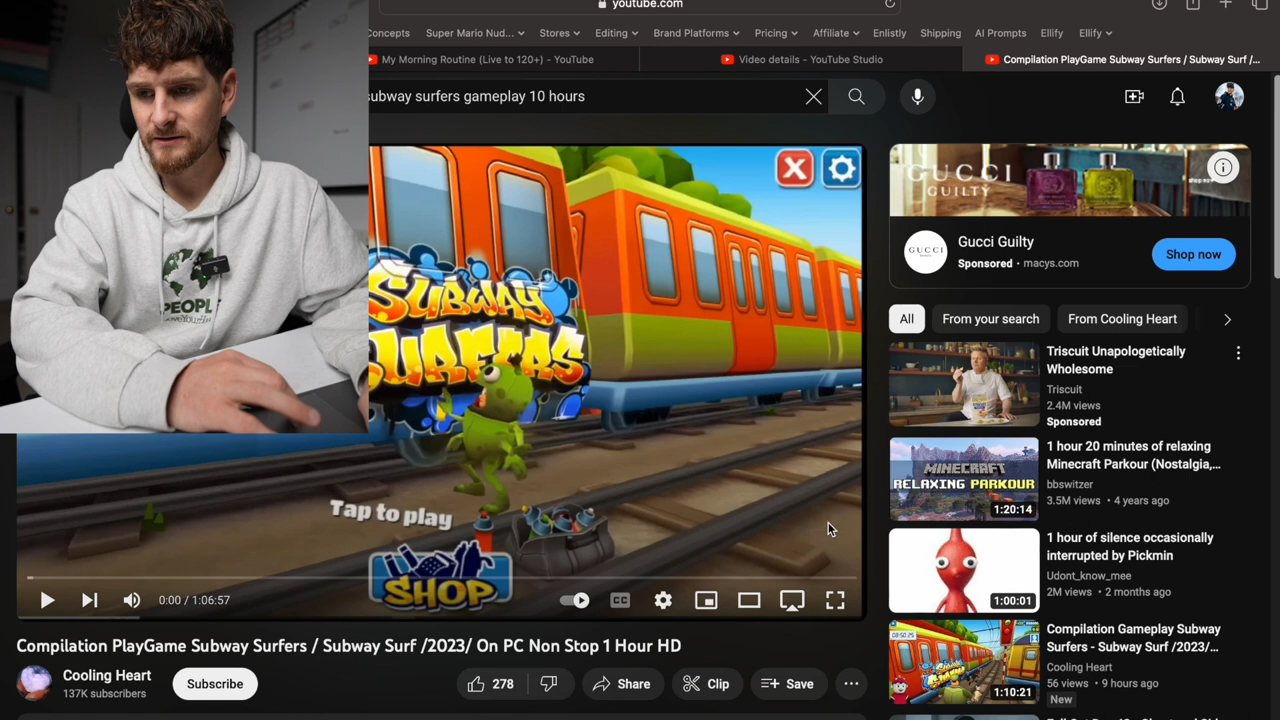 youtube.com
oncepts
Super Mario Nud...
Stores
Editing
Brand Platforms
Pricing
Affiliate
Enlistly
Shipping
AI Prompts
Ellify
Ellify
My Morning Routine (Live to 120+) - YouTube
Video details - YouTube Studio
Compilation PlayGame Subway Surfers / Subway Surf /...
subway surfers gameplay 10 hours
PEOPLE
SUBWAY
SURFERS
Tap to play
SHOP
0:00 / 1:06:57
CC
Compilation PlayGame Subway Surfers / Subway Surf /2023/ On PC Non Stop 1 Hour HD
Cooling Heart
137K subscribers
Subscribe
278
Share
Clip
Save
GUCCI
GUILTY
GUCCI
Gucci Guilty
Sponsored · macys.com
Shop now
All
From your search
From Cooling Heart
Triscuit Unapologetically
Wholesome
Triscuit
2.4M views
Sponsored
MINECRAFT
RELAXING PARKOUR
1:20:14
1 hour 20 minutes of relaxing
Minecraft Parkour (Nostalgia,...
bbswitzer
3.5M views · 4 years ago
1:00:01
1 hour of silence occasionally
interrupted by Pikmin
Udont_know_me
2M views · 2 months ago
1:10:21
Compilation Gameplay Subway
Surfers - Subway Surf /2023/...
Cooling Heart
56 views · 9 hours ago
New